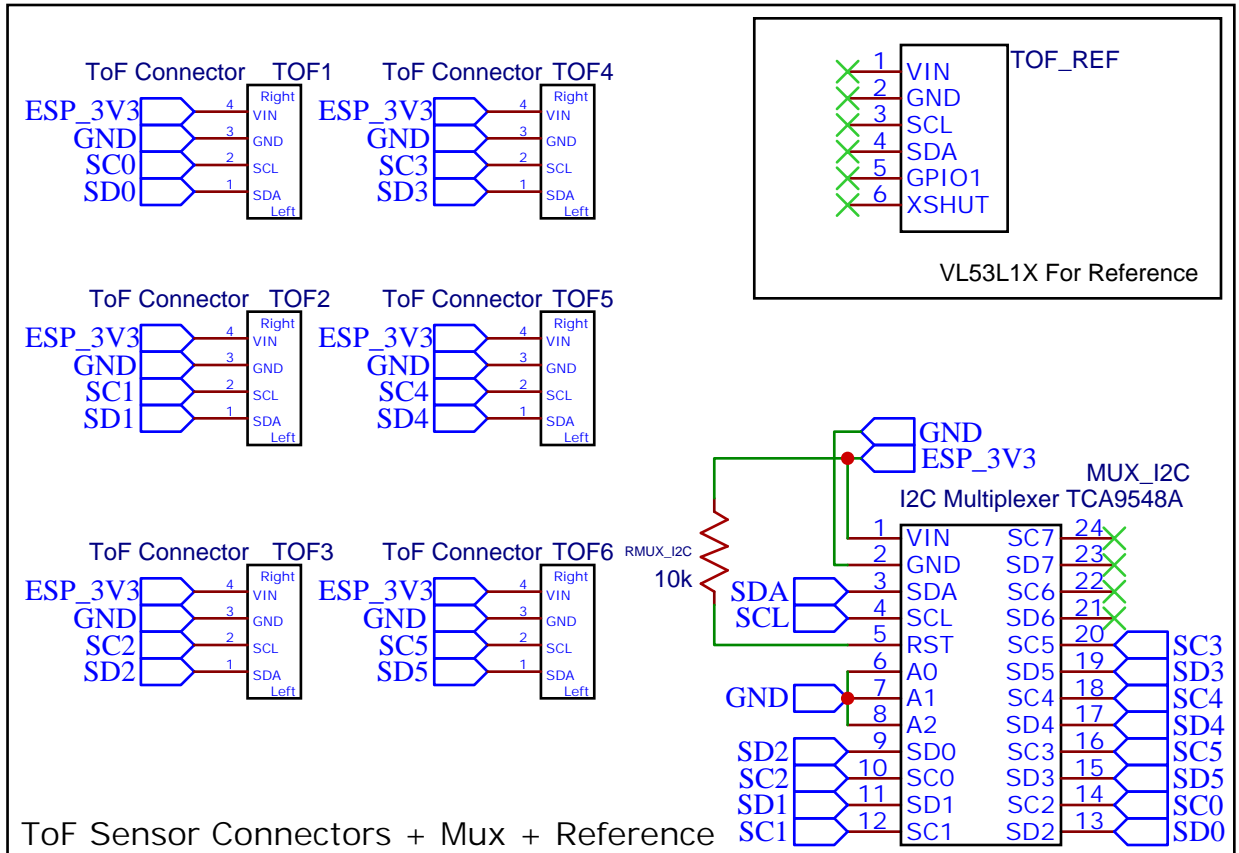 ToF Connector TOF1
Right
ESP_3V3 4 VIN
GND 3 GND
SC0 2 SCL
SD0 1 SDA
Left
ToF Connector TOF4
Right
ESP_3V3 4 VIN
GND 3 GND
SC3 2 SCL
SD3 1 SDA
Left
TOF_REF
1 VIN
2 GND
3 SCL
4 SDA
5 GPIO1
6 XSHUT
VL53L1X For Reference
ToF Connector TOF2
Right
ESP_3V3 4 VIN
GND 3 GND
SC1 2 SCL
SD1 1 SDA
Left
ToF Connector TOF5
Right
ESP_3V3 4 VIN
GND 3 GND
SC4 2 SCL
SD4 1 SDA
Left
ToF Connector TOF3
Right
ESP_3V3 4 VIN
GND 3 GND
SC2 2 SCL
SD2 1 SDA
Left
ToF Connector TOF6
Right
ESP_3V3 4 VIN
GND 3 GND
SC5 2 SCL
SD5 1 SDA
Left
GND
ESP_3V3
MUX_I2C
I2C Multiplexer TCA9548A
RMUX_I2C
10k
1 VIN SC7 24
2 GND SD7 23
SDA 3 SDA SC6 22
SCL 4 SCL SD6 21
5 RST SC5 20 SC3
6 A0 SD5 19 SD3
GND 7 A1 SC4 18 SC4
8 A2 SD4 17 SD4
SD2 9 SD0 SC3 16 SC5
SC2 10 SC0 SD3 15 SD5
SD1 11 SD1 SC2 14 SC0
SC1 12 SC1 SD2 13 SD0
ToF Sensor Connectors + Mux + Reference